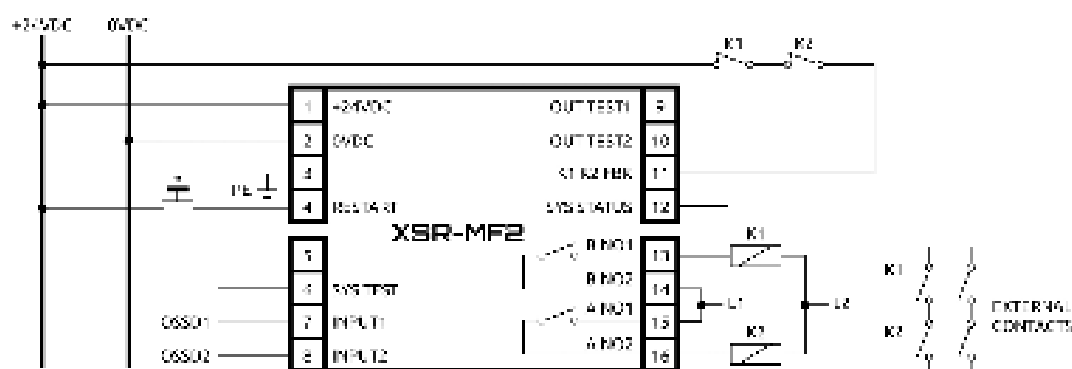 +24VDC 0VDC
K1 K2
1 +24VDC OUT TEST1 9
2 0VDC OUT TEST2 10
3 K1 K2 FBK 11
PE
4 RESTART SYS STATUS 12
XSR-MF2
5 B NO1 13 K1
6 SYS TEST B NO2 14
K1
L1 L2
OSSD1 7 INPUT1 A NO1 15
EXTERNAL
CONTACTS
K2
OSSD2 8 INPUT2 A NO2 16 K2